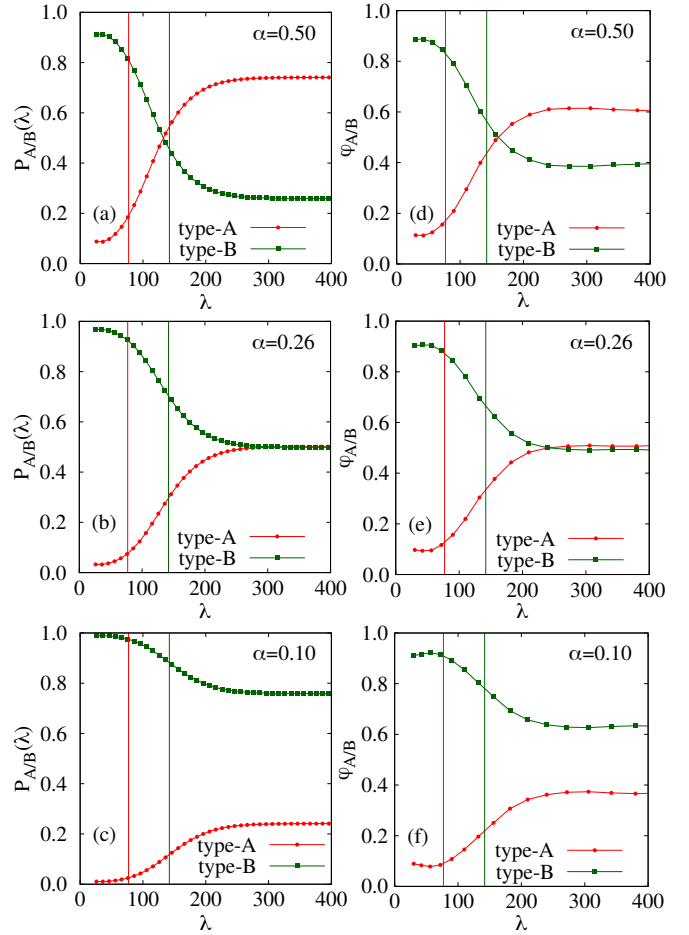 α=0.50
1.0
0.8
0.6
0.4
0.2
0.0
P_A/B(λ)
(a)
type-A
type-B
0 100 200 300 400
λ
α=0.50
1.0
0.8
0.6
0.4
0.2
0.0
φ_A/B
(d)
type-A
type-B
0 100 200 300 400
λ
α=0.26
1.0
0.8
0.6
0.4
0.2
0.0
P_A/B(λ)
(b)
type-A
type-B
0 100 200 300 400
λ
α=0.26
1.0
0.8
0.6
0.4
0.2
0.0
φ_A/B
(e)
type-A
type-B
0 100 200 300 400
λ
α=0.10
1.0
0.8
0.6
0.4
0.2
0.0
P_A/B(λ)
(c)
type-A
type-B
0 100 200 300 400
λ
α=0.10
1.0
0.8
0.6
0.4
0.2
0.0
φ_A/B
(f)
type-A
type-B
0 100 200 300 400
λ